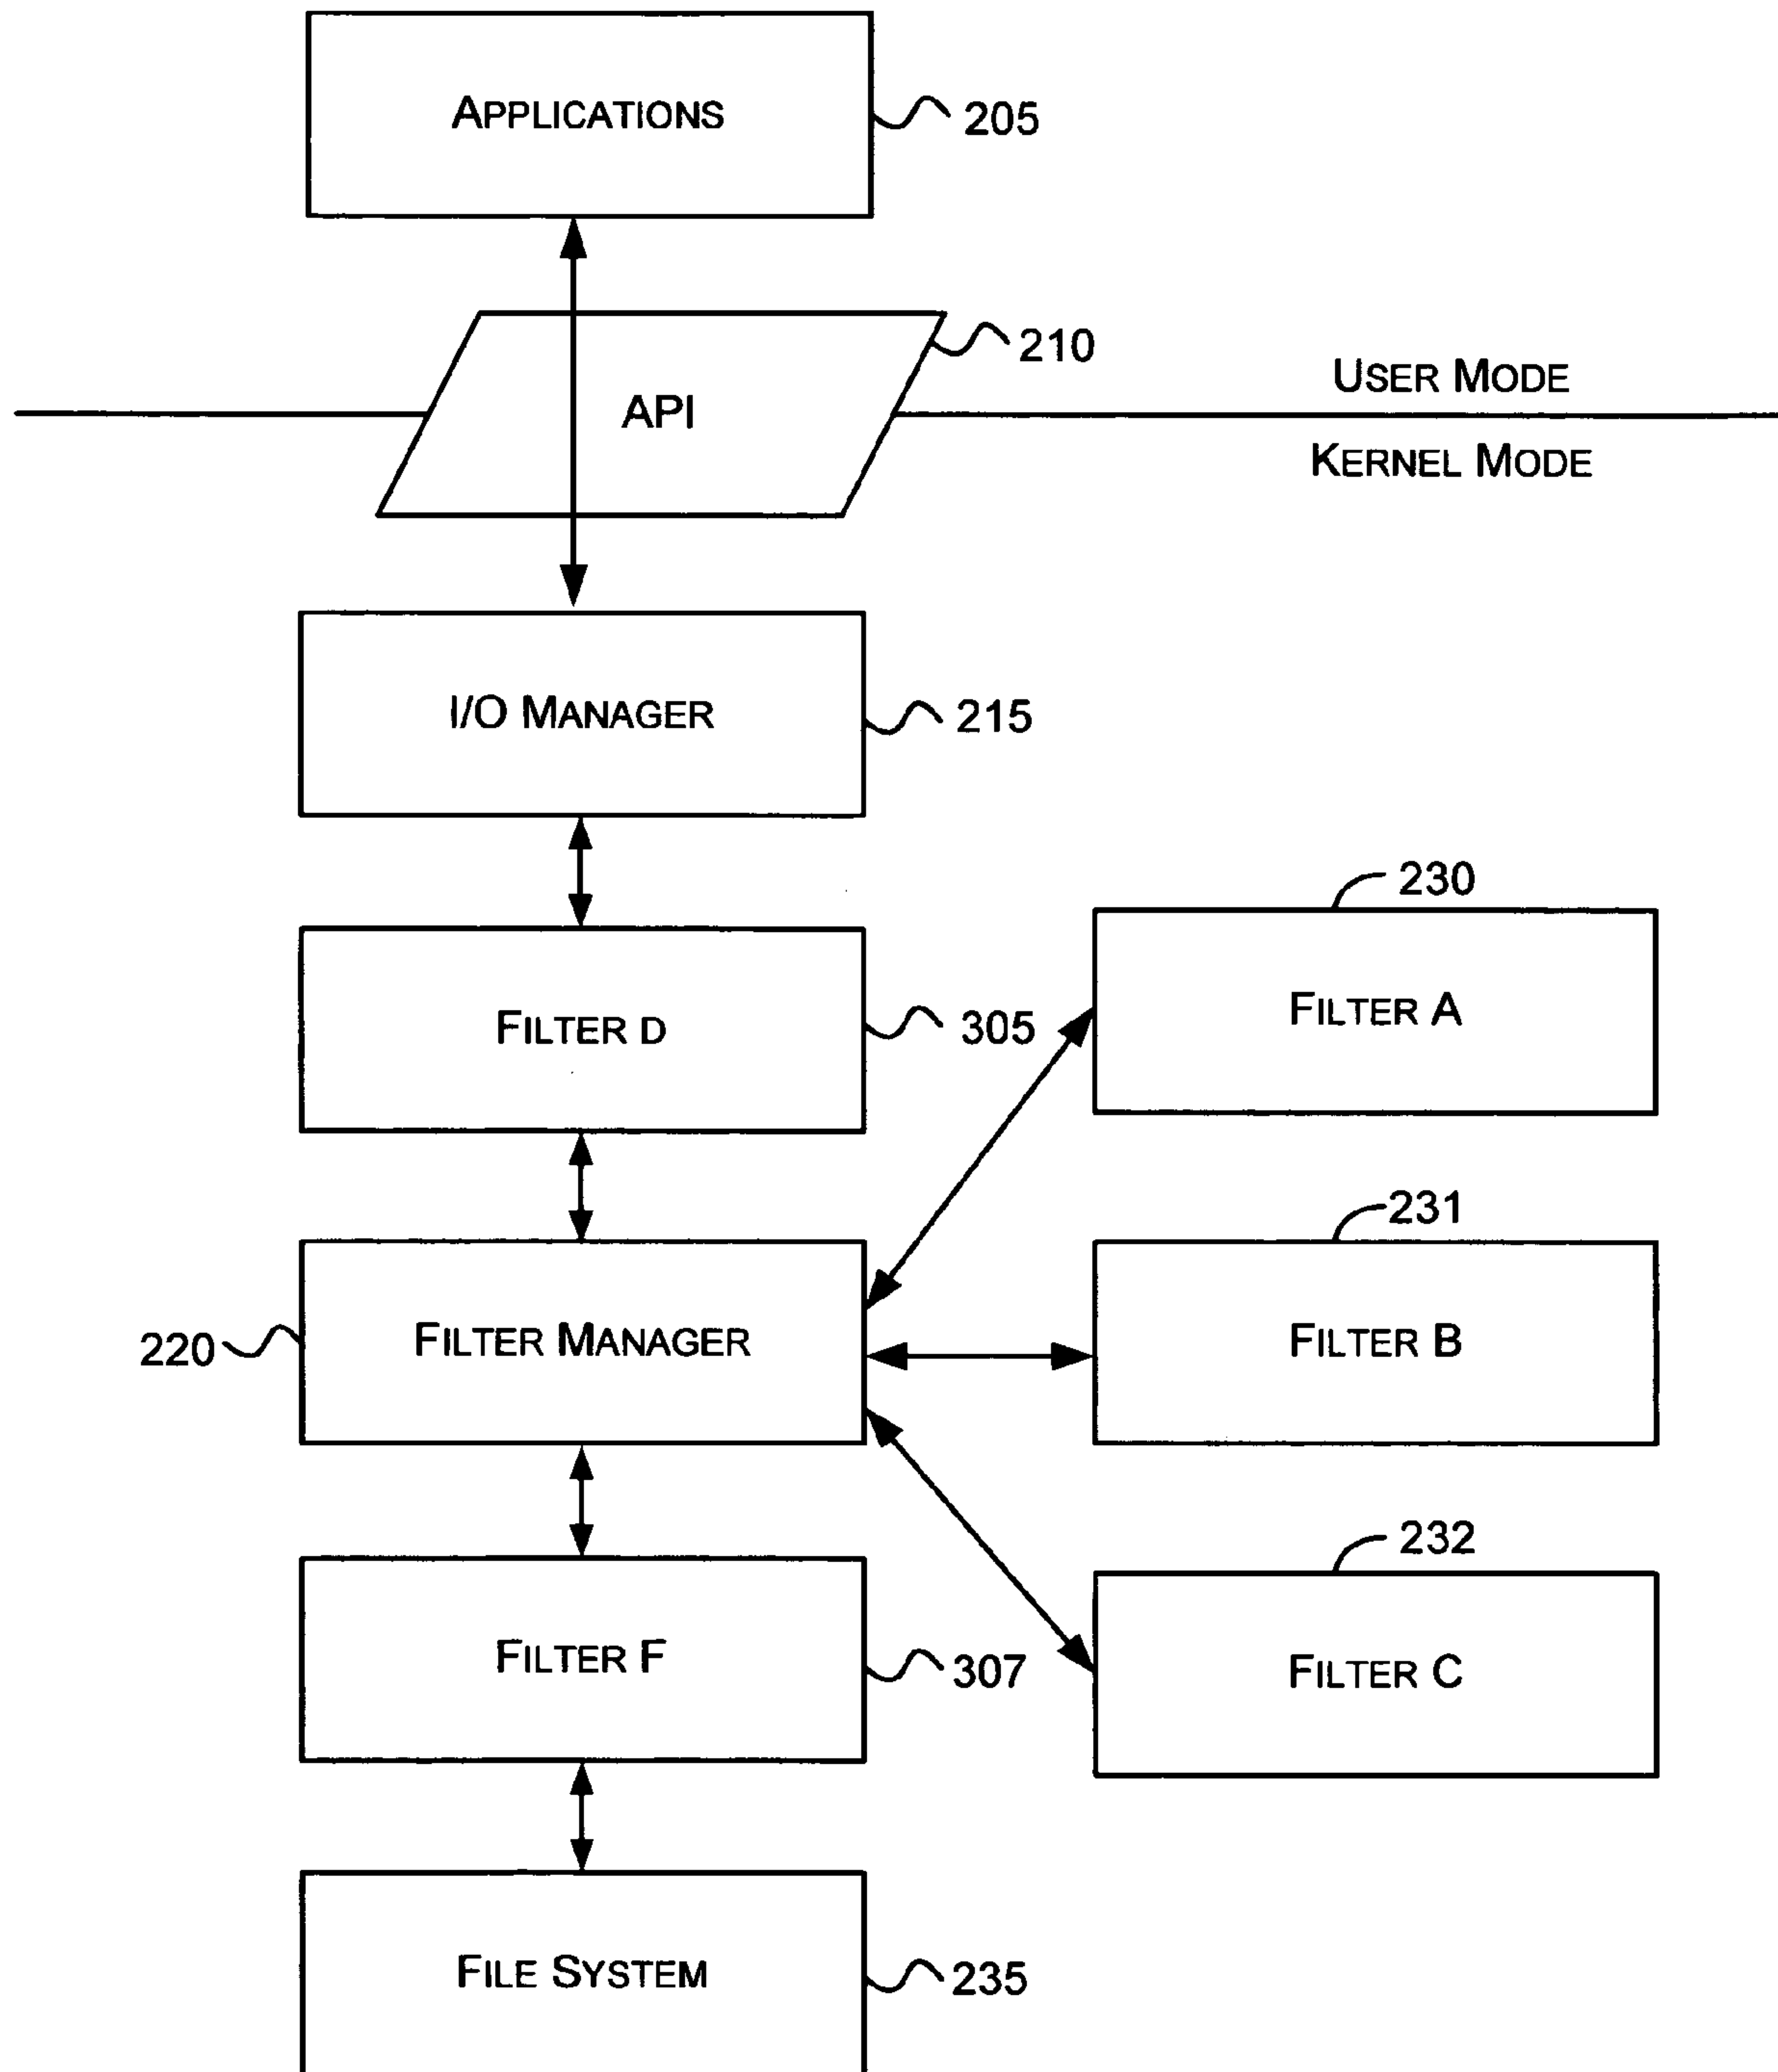 APPLICATIONS
205
210
API
USER MODE
KERNEL MODE
I/O MANAGER
215
230
FILTER A
FILTER D
305
231
220
FILTER MANAGER
FILTER B
232
FILTER F
307
FILTER C
FILE SYSTEM
235